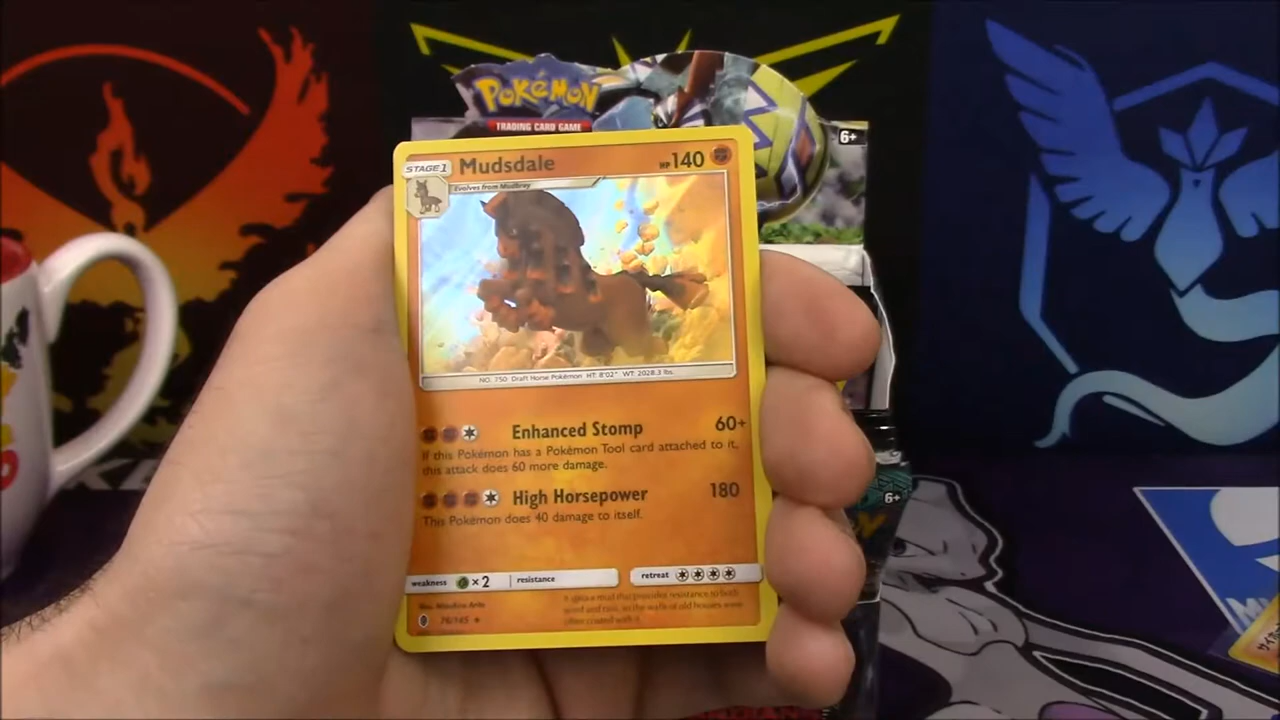 POKéMON
TRADING CARD GAME
6+
STAGE 1 Mudsdale HP 140
Evolves from Mudbray
NO. 750 Draft Horse Pokémon HT: 8'02" WT: 2028.3 lbs.
Enhanced Stomp 60+
If this Pokémon has a Pokémon Tool card attached to it,
this attack does 60 more damage.
High Horsepower 180
This Pokémon does 40 damage to itself.
weakness ×2 resistance retreat
76/145
6+